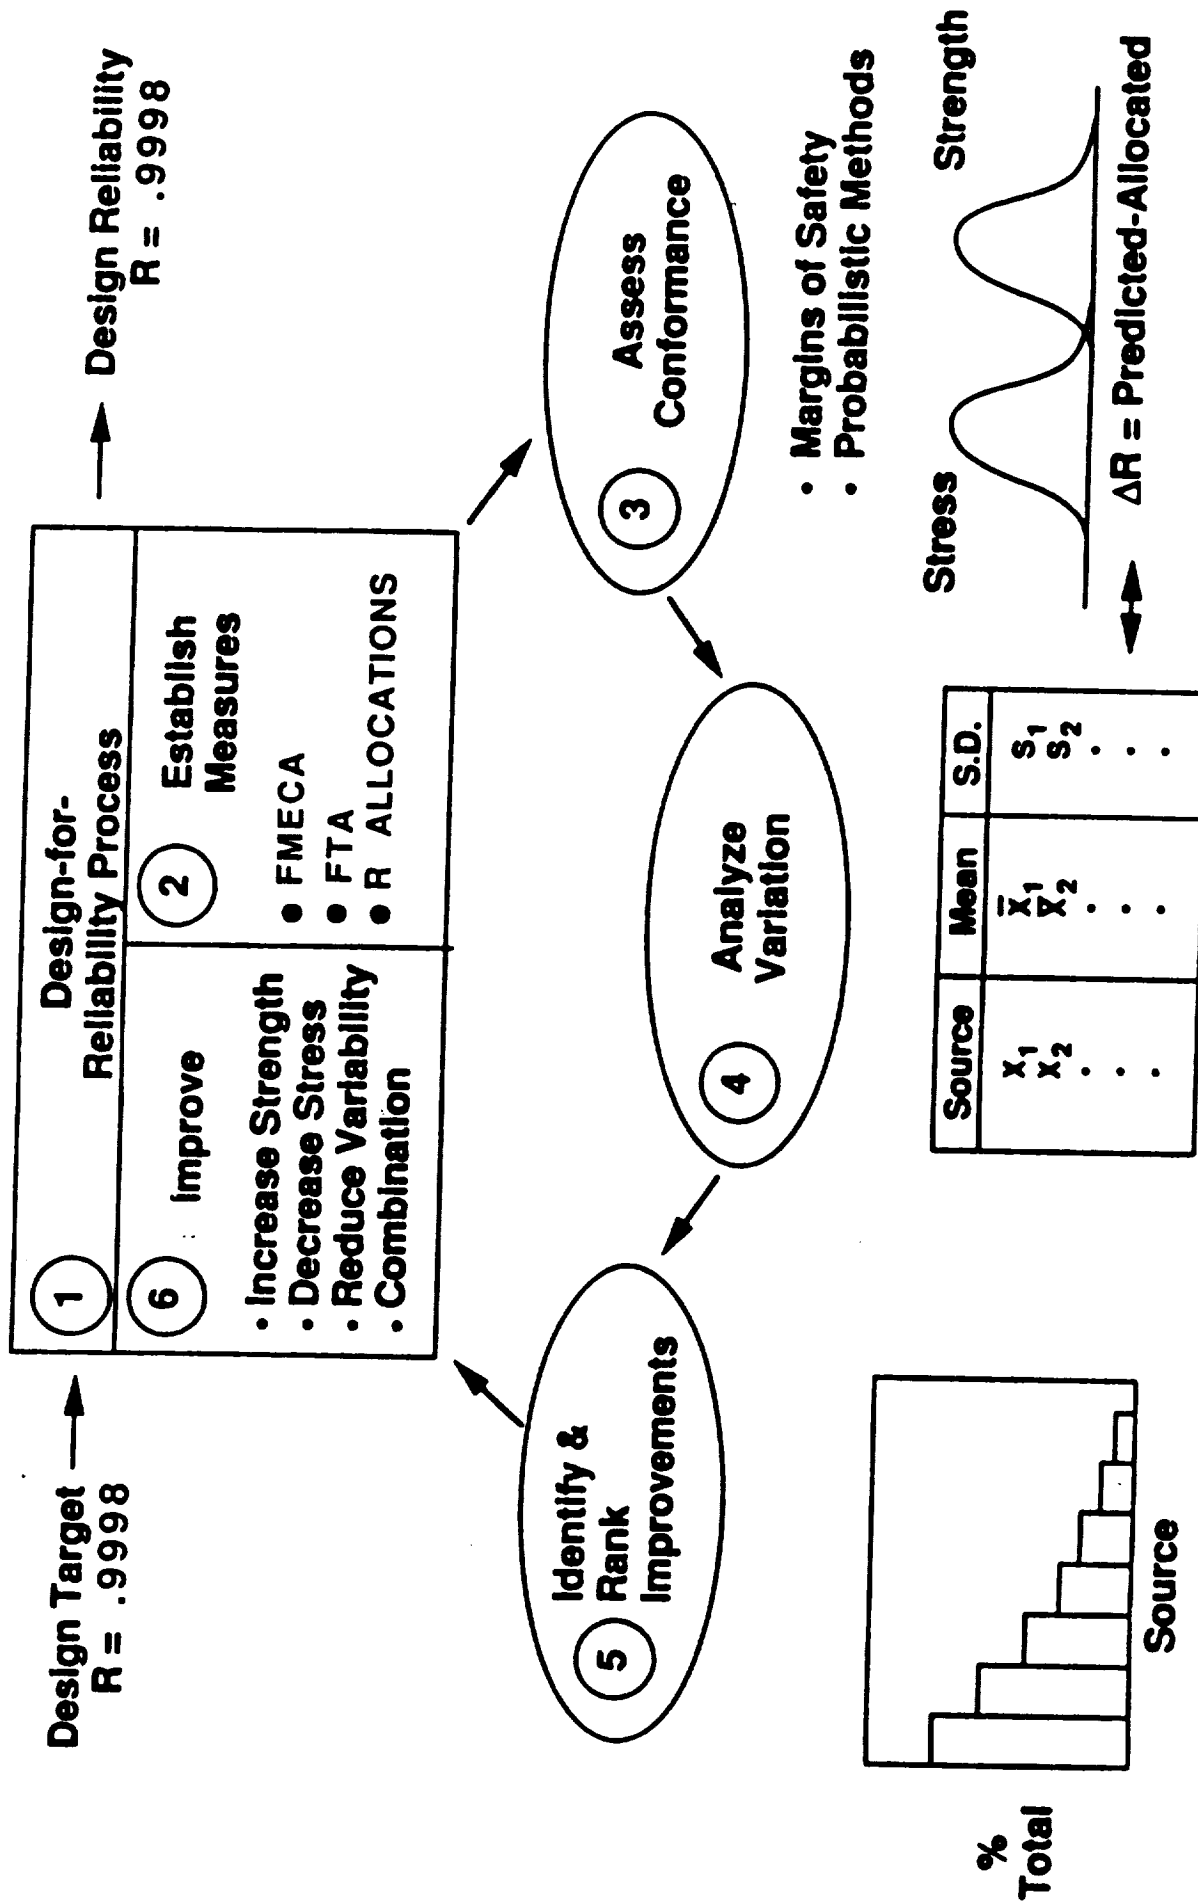 Design Target
R = .9998
1
Design-for-
Reliability Process
Design Reliability
R = .9998
6
Improve
• Increase Strength
• Decrease Stress
• Reduce Variability
• Combination
2
Establish
Measures
● FMECA
● FTA
● R ALLOCATIONS
5
Identify &
Rank
Improvements
4
Analyze
Variation
3
Assess
Conformance
• Margins of Safety
• Probabilistic Methods
%
Total
Source
Source Mean S.D.
X₁ X̅₁ S₁
X₂ X̅₂ S₂
. . .
. . .
. . .
Stress
Strength
ΔR = Predicted-Allocated